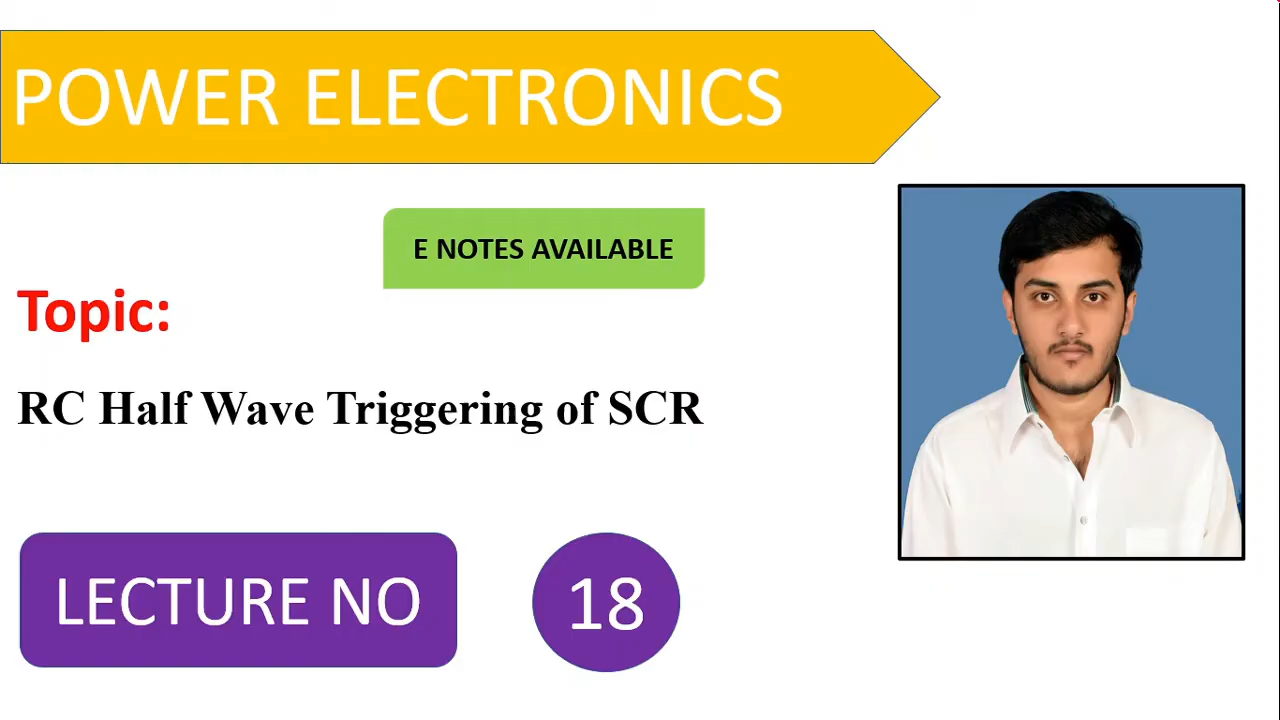 POWER ELECTRONICS
E NOTES AVAILABLE
Topic:
RC Half Wave Triggering of SCR
LECTURE NO
18